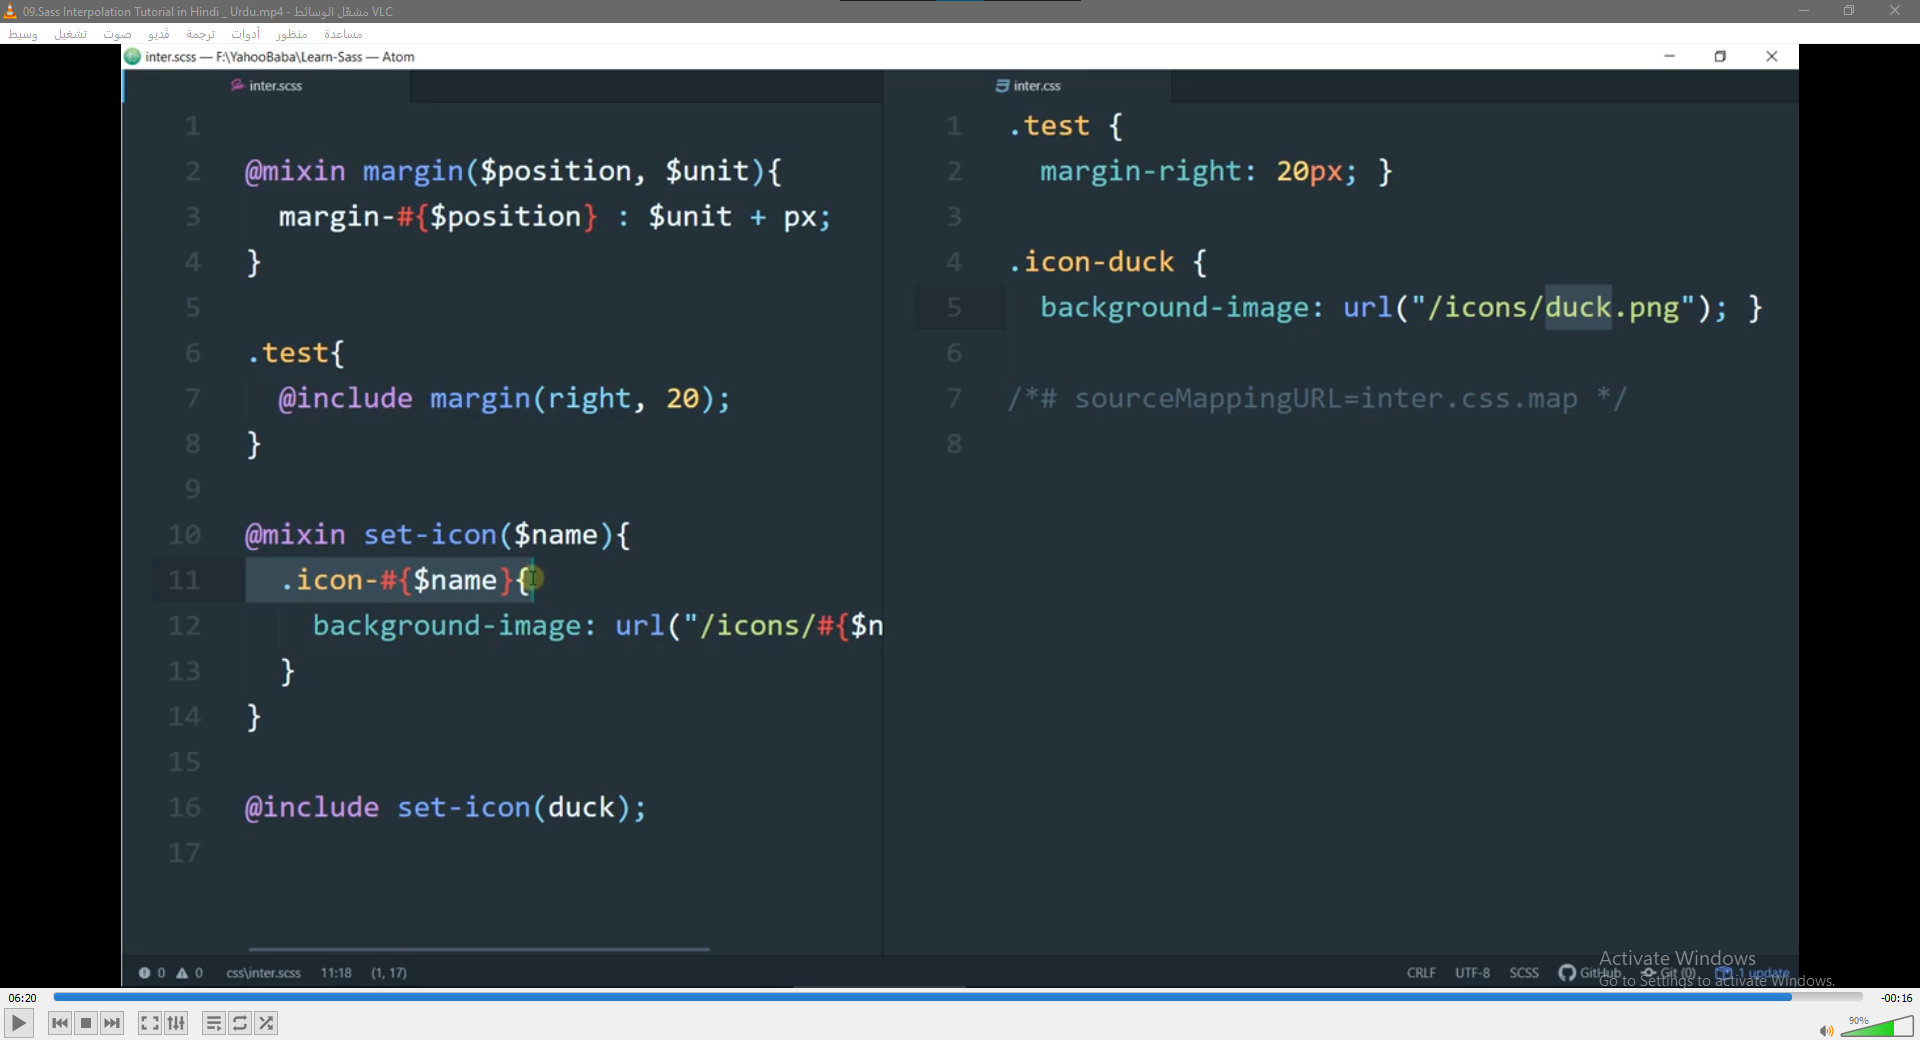 09.Sass Interpolation Tutorial in Hindi _ Urdu.mp4 - مشغّل الوسائط VLC
وسيط تشغيل صوت ڤديو ترجمة أدوات منظور مساعدة
inter.scss — F:\YahooBaba\Learn-Sass — Atom
inter.scss
1
2 @mixin margin($position, $unit){
3 margin-#{$position} : $unit + px;
4 }
5
6 .test{
7 @include margin(right, 20);
8 }
9
10 @mixin set-icon($name){
11 .icon-#{$name}{
12 background-image: url("/icons/#{$n
13 }
14 }
15
16 @include set-icon(duck);
17
inter.css
1 .test {
2 margin-right: 20px; }
3
4 .icon-duck {
5 background-image: url("/icons/duck.png"); }
6
7 /*# sourceMappingURL=inter.css.map */
8
0 0 css\inter.scss 11:18 (1, 17)
CRLF UTF-8 SCSS GitHub Git (0) 1 update
Activate Windows
Go to Settings to activate Windows.
06:20
-00:16
90%